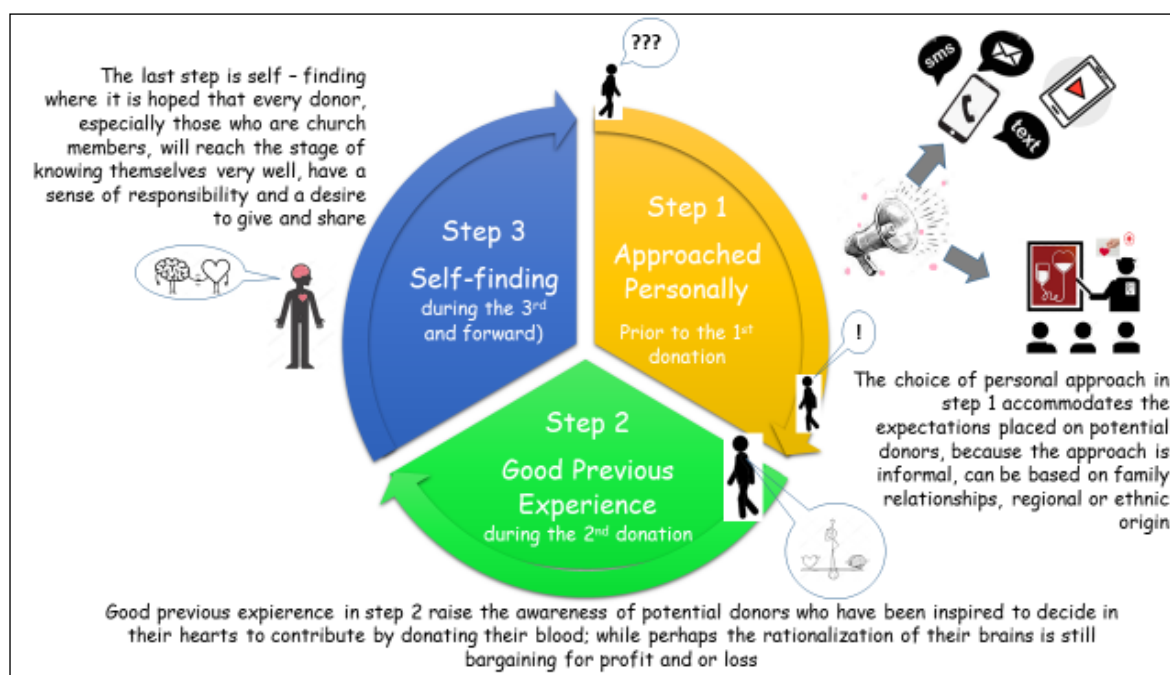 ???
sms
text
The last step is self – finding
where it is hoped that every donor,
especially those who are church
members, will reach the stage of
knowing themselves very well, have a
sense of responsibility and a desire
to give and share
Step 1
Approached
Personally
Prior to the 1st
donation
Step 3
Self-finding
during the 3rd
and forward)
!
The choice of personal approach in
step 1 accommodates the
expectations placed on potential
donors, because the approach is
informal, can be based on family
relationships, regional or ethnic
origin
Step 2
Good Previous
Experience
during the 2nd donation
Good previous expierence in step 2 raise the awareness of potential donors who have been inspired to decide in
their hearts to contribute by donating their blood; while perhaps the rationalization of their brains is still
bargaining for profit and or loss